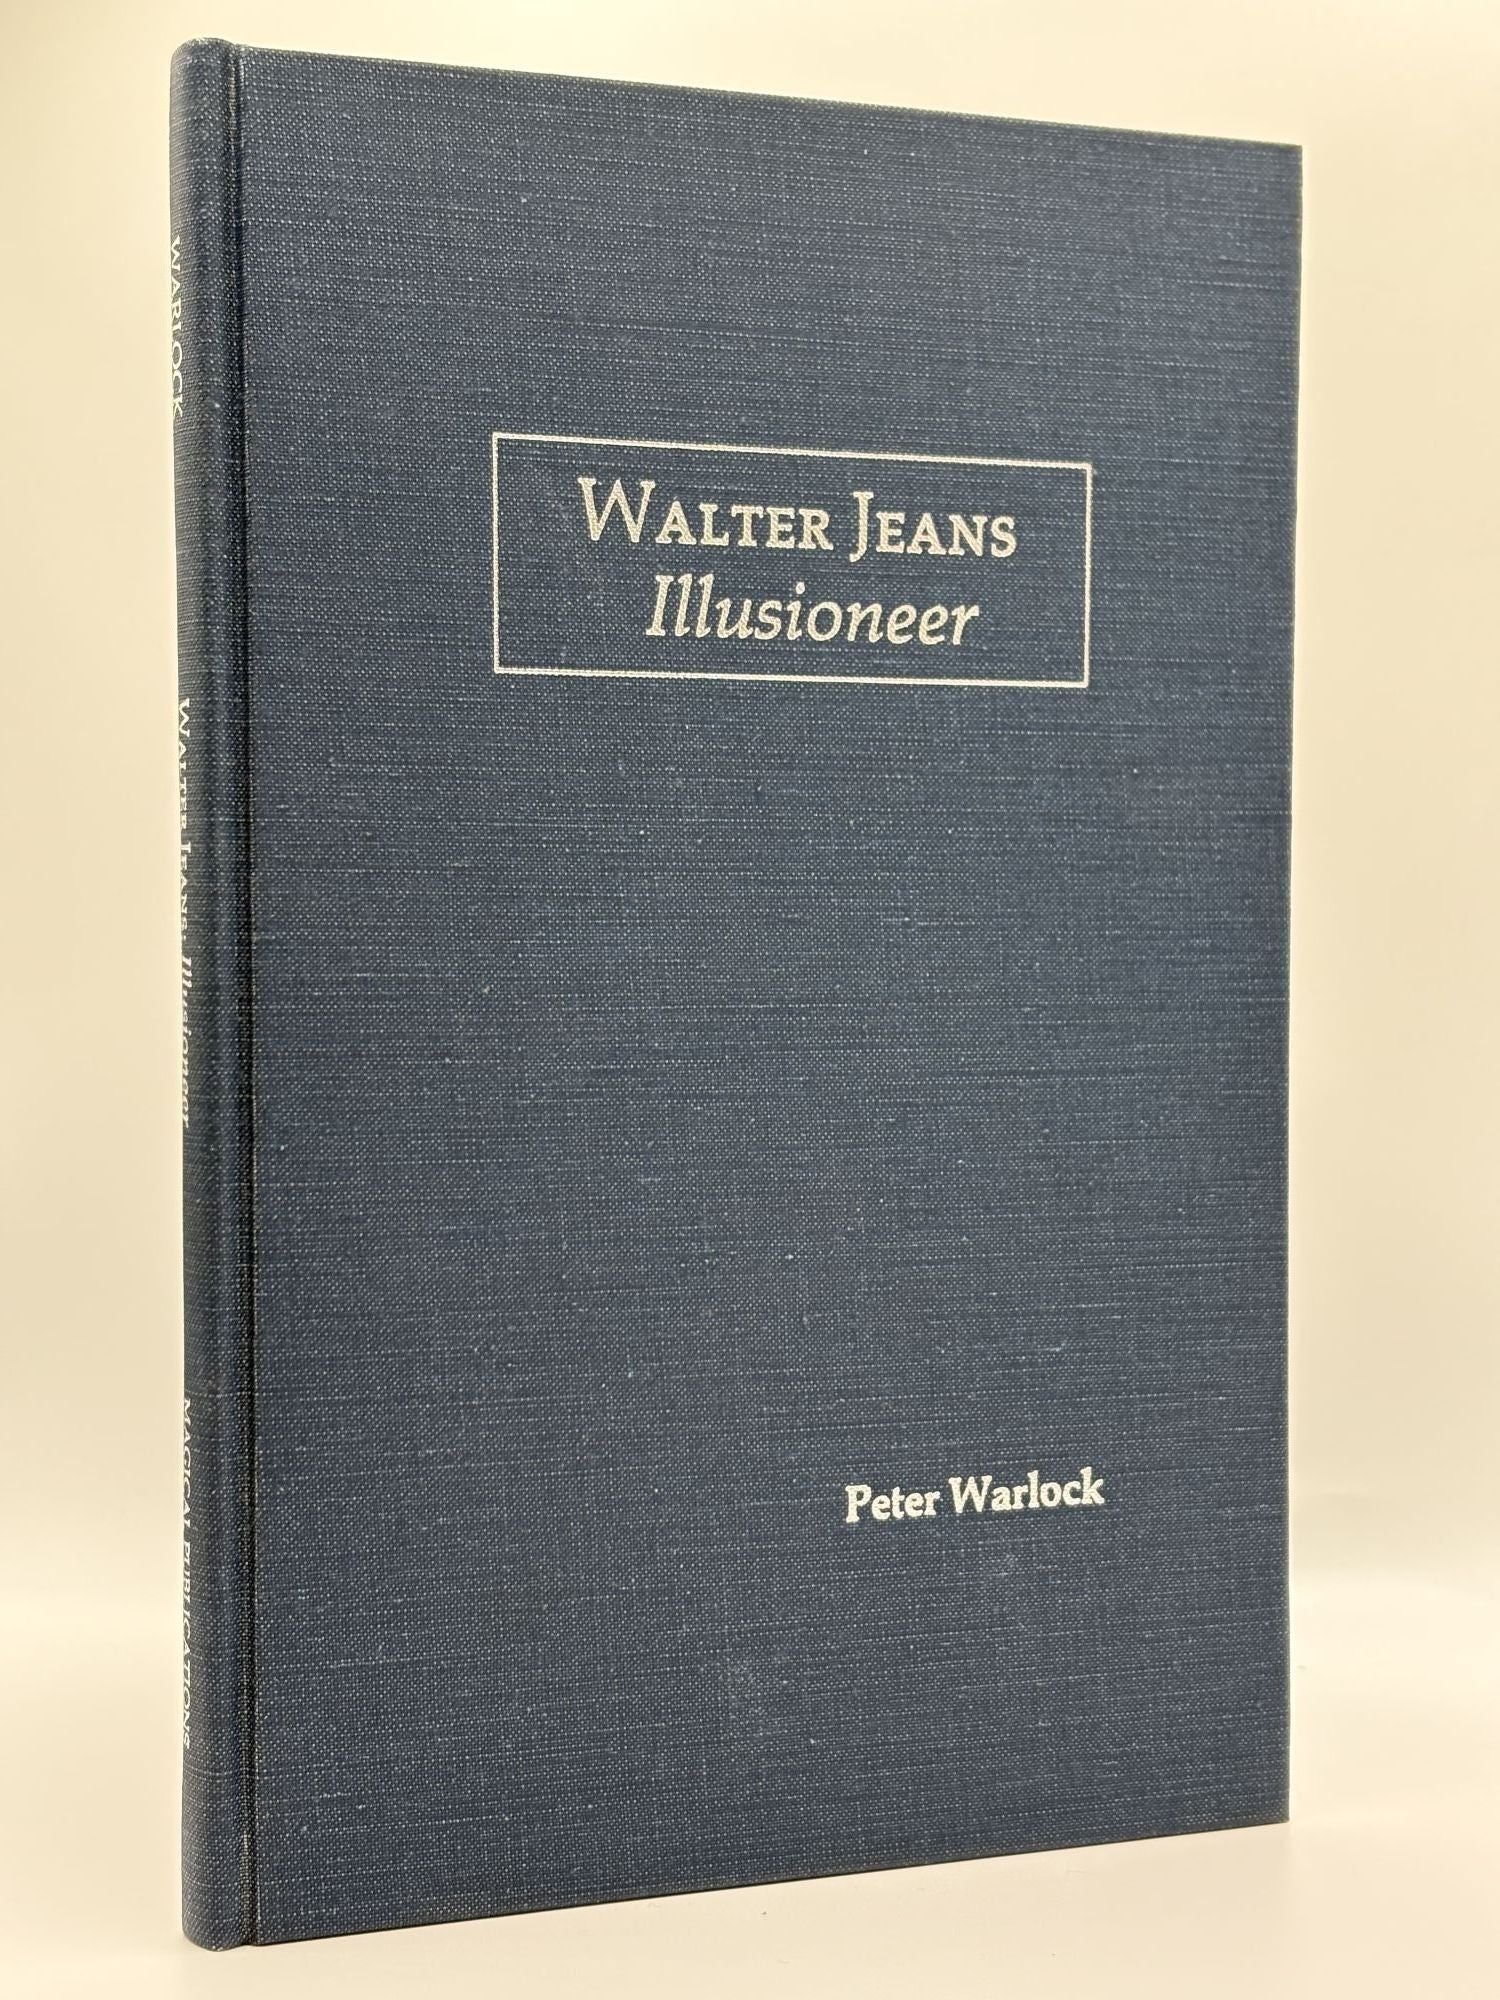 WALTER JEANS
Illusioneer
Peter Warlock
WARLOCK
WALTER JEANS: Illusioneer
MAGICAL PUBLICATIONS